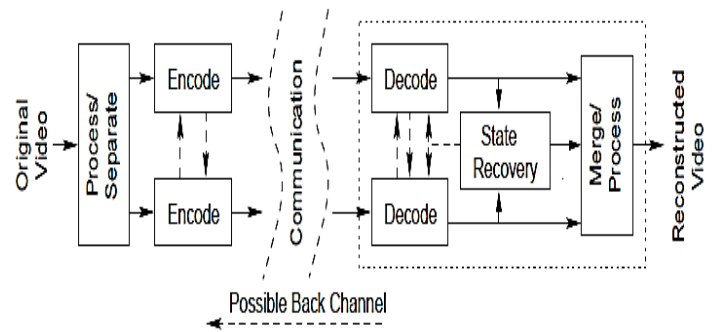 Original
Video
Process/
Separate
Encode
Encode
Communication
Decode
Decode
State
Recovery
Merge/
Process
Reconstructed
Video
Possible Back Channel